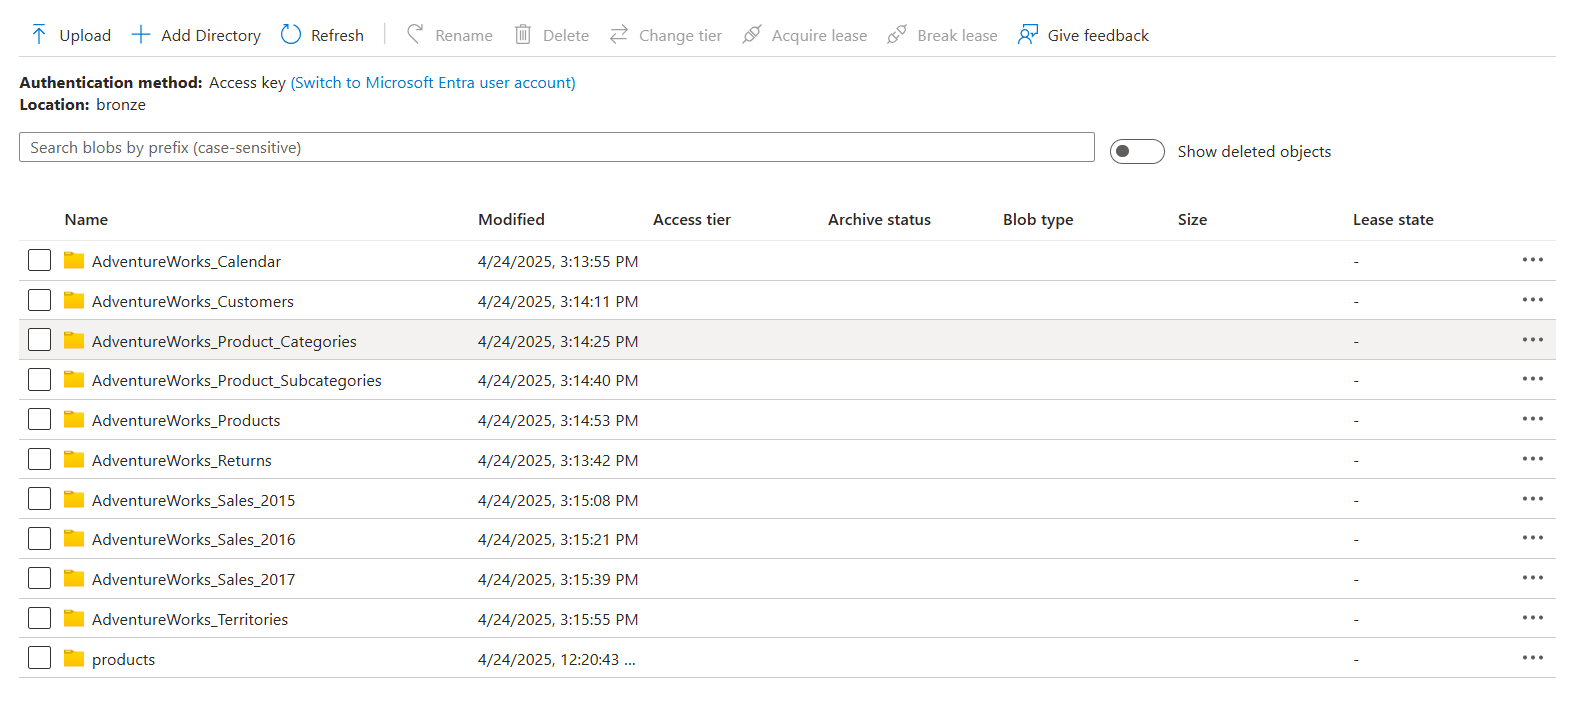 Upload Add Directory Refresh Rename Delete Change tier Acquire lease Break lease Give feedback
Authentication method: Access key (Switch to Microsoft Entra user account)
Location: bronze
Search blobs by prefix (case-sensitive) Show deleted objects
Name Modified Access tier Archive status Blob type Size Lease state
AdventureWorks_Calendar 4/24/2025, 3:13:55 PM - •••
AdventureWorks_Customers 4/24/2025, 3:14:11 PM - •••
AdventureWorks_Product_Categories 4/24/2025, 3:14:25 PM - •••
AdventureWorks_Product_Subcategories 4/24/2025, 3:14:40 PM - •••
AdventureWorks_Products 4/24/2025, 3:14:53 PM - •••
AdventureWorks_Returns 4/24/2025, 3:13:42 PM - •••
AdventureWorks_Sales_2015 4/24/2025, 3:15:08 PM - •••
AdventureWorks_Sales_2016 4/24/2025, 3:15:21 PM - •••
AdventureWorks_Sales_2017 4/24/2025, 3:15:39 PM - •••
AdventureWorks_Territories 4/24/2025, 3:15:55 PM - •••
products 4/24/2025, 12:20:43 ... - •••